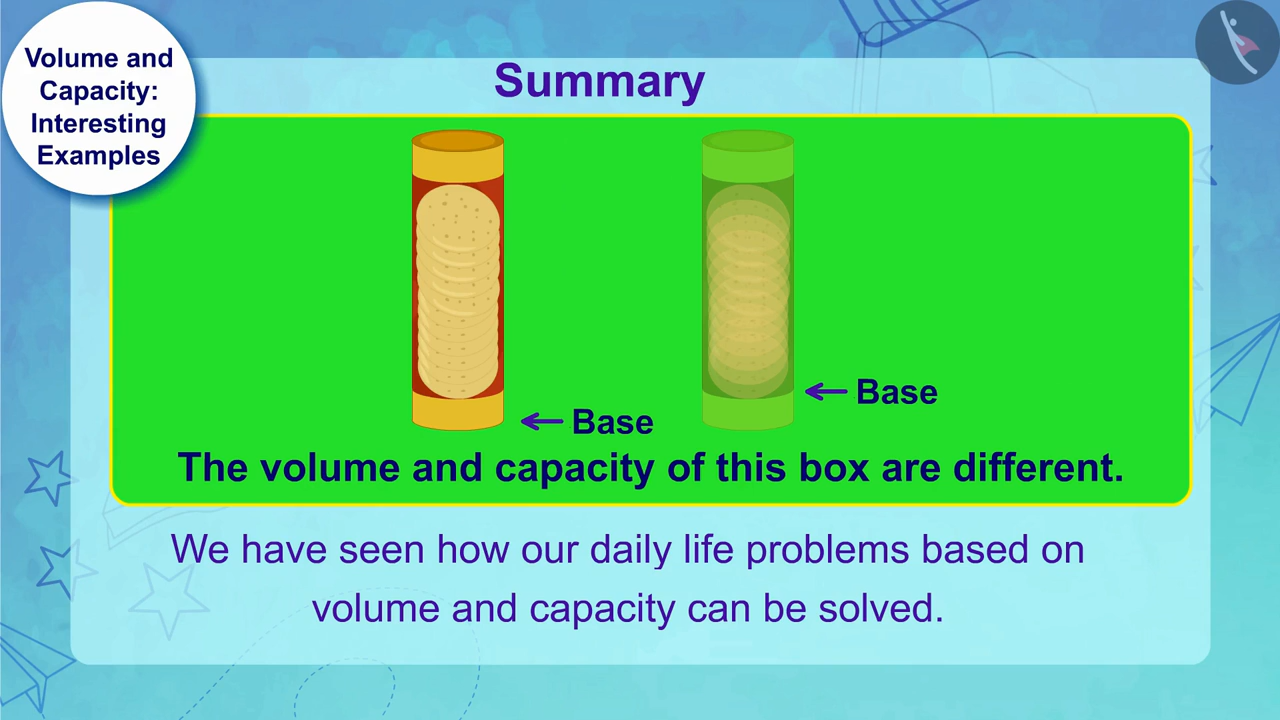 Volume and
Capacity:
Interesting
Examples
Summary
Base
Base
The volume and capacity of this box are different.
We have seen how our daily life problems based on
volume and capacity can be solved.